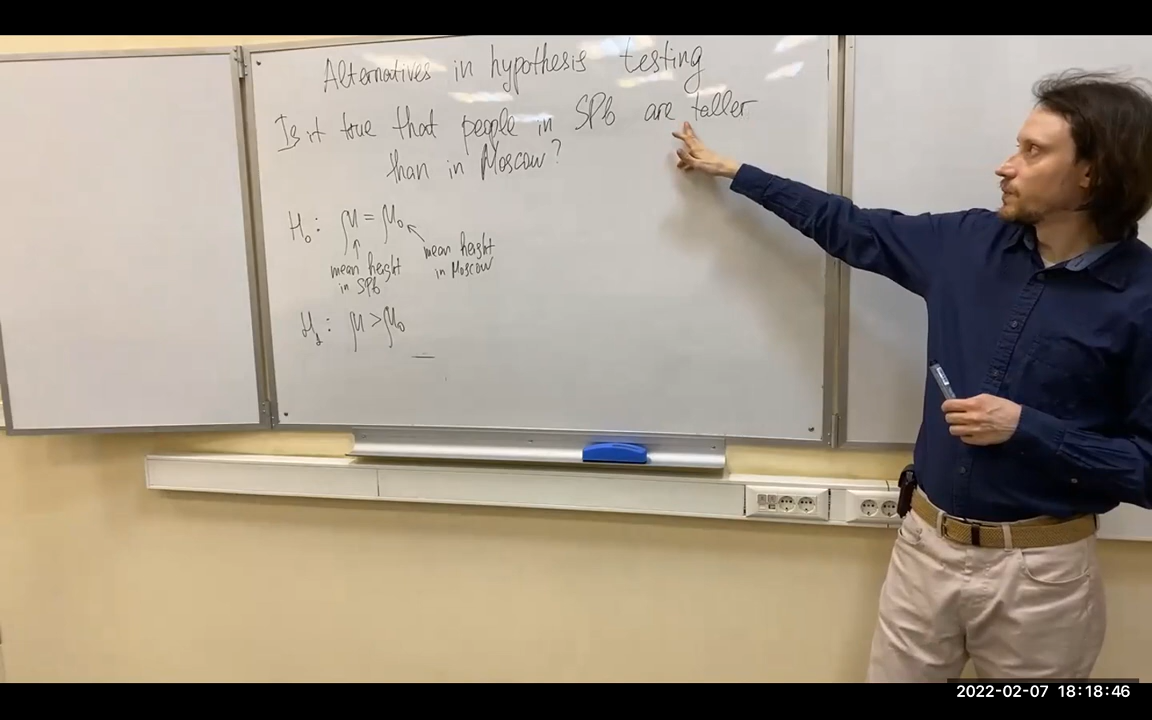 Alternatives in hypothesis testing
Is it true that people in SPb are taller
than in Moscow?
H₀: μ = μ₀
mean height
in Moscow
mean height
in SPb
H₁: μ > μ₀
2022-02-07 18:18:46